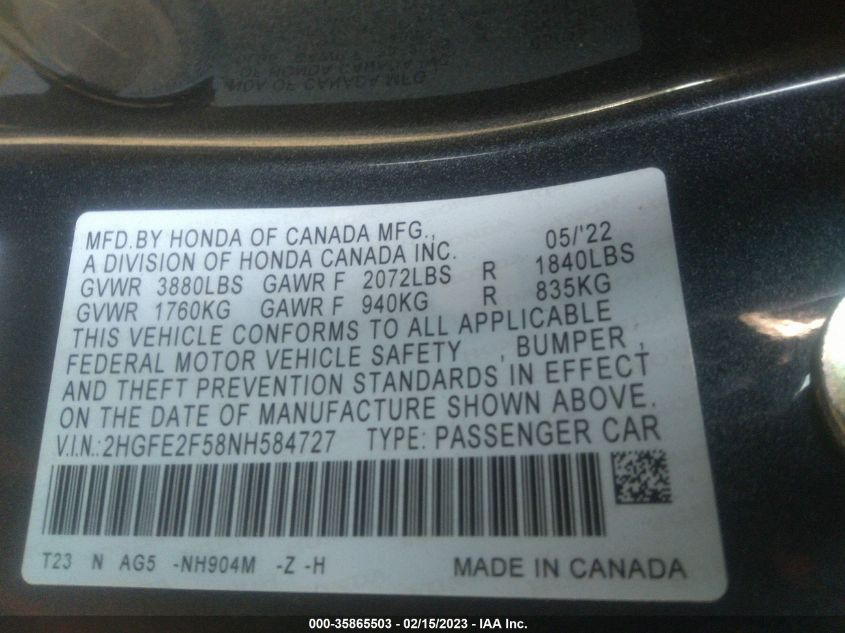 MFD.BY HONDA OF CANADA MFG., 05/'22
A DIVISION OF HONDA CANADA INC.
GVWR 3880LBS GAWR F 2072LBS R 1840LBS
GVWR 1760KG GAWR F 940KG R 835KG
THIS VEHICLE CONFORMS TO ALL APPLICABLE
FEDERAL MOTOR VEHICLE SAFETY , BUMPER ,
AND THEFT PREVENTION STANDARDS IN EFFECT
ON THE DATE OF MANUFACTURE SHOWN ABOVE.
V.I.N.:2HGFE2F58NH584727 TYPE: PASSENGER CAR
T23 N AG5 -NH904M -Z -H MADE IN CANADA
000-35865503 - 02/15/2023 - IAA Inc.